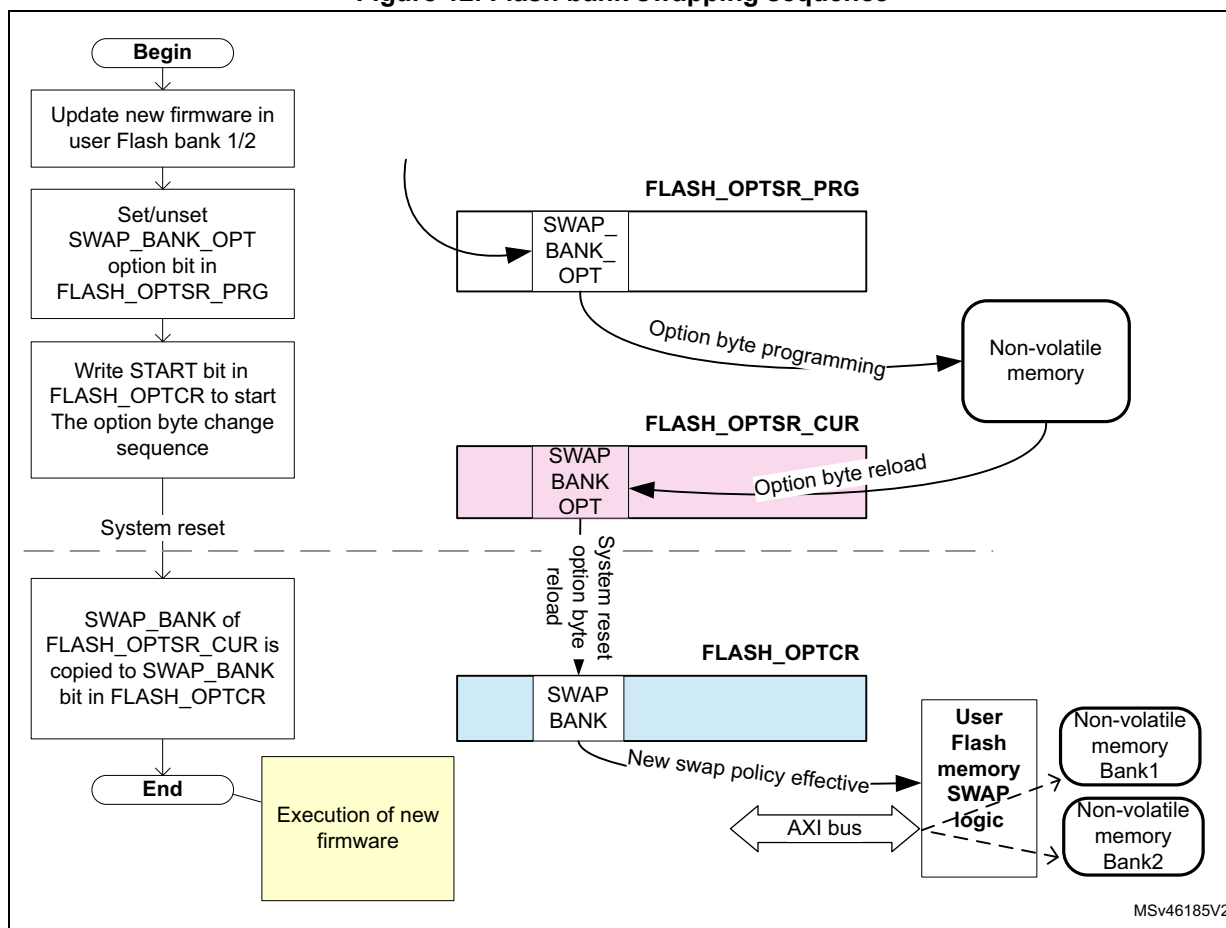 Begin
Update new firmware in
user Flash bank 1/2
Set/unset
SWAP_BANK_OPT
option bit in
FLASH_OPTSR_PRG
Write START bit in
FLASH_OPTCR to start
The option byte change
sequence
System reset
SWAP_BANK of
FLASH_OPTSR_CUR is
copied to SWAP_BANK
bit in FLASH_OPTCR
End
Execution of new
firmware
FLASH_OPTSR_PRG
SWAP_
BANK_
OPT
Option byte programming
Non-volatile
memory
FLASH_OPTSR_CUR
SWAP
BANK
OPT
Option byte reload
System reset
option byte
reload
FLASH_OPTCR
SWAP
BANK
New swap policy effective
AXI bus
User
Flash
memory
SWAP
logic
Non-volatile
memory
Bank1
Non-volatile
memory
Bank2
MSv46185V2